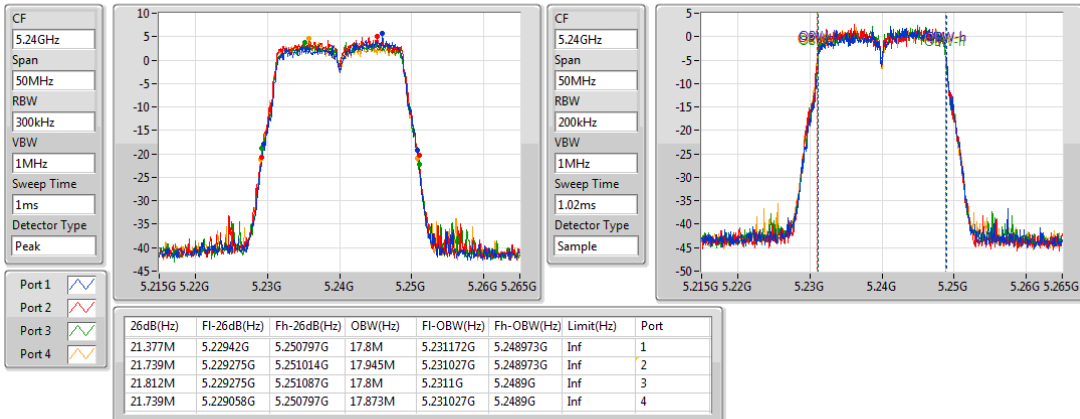 CF
5.24GHz
Span
50MHz
RBW
300kHz
VBW
1MHz
Sweep Time
1ms
Detector Type
Peak
10
5
0
-5
-10
-15
-20
-25
-30
-35
-40
-45
5.215G 5.22G 5.23G 5.24G 5.25G 5.26G 5.265G
CF
5.24GHz
Span
50MHz
RBW
200kHz
VBW
1MHz
Sweep Time
1.02ms
Detector Type
Sample
5
0
-5
-10
-15
-20
-25
-30
-35
-40
-45
-50
5.215G 5.22G 5.23G 5.24G 5.25G 5.26G 5.265G
OBW-h
Port 1
Port 2
Port 3
Port 4
26dB(Hz) Fl-26dB(Hz) Fh-26dB(Hz) OBW(Hz) Fl-OBW(Hz) Fh-OBW(Hz) Limit(Hz) Port
21.377M 5.22942G 5.250797G 17.8M 5.231172G 5.248973G Inf 1
21.739M 5.229275G 5.251014G 17.945M 5.231027G 5.248973G Inf 2
21.812M 5.229275G 5.251087G 17.8M 5.2311G 5.2489G Inf 3
21.739M 5.229058G 5.250797G 17.873M 5.231027G 5.2489G Inf 4